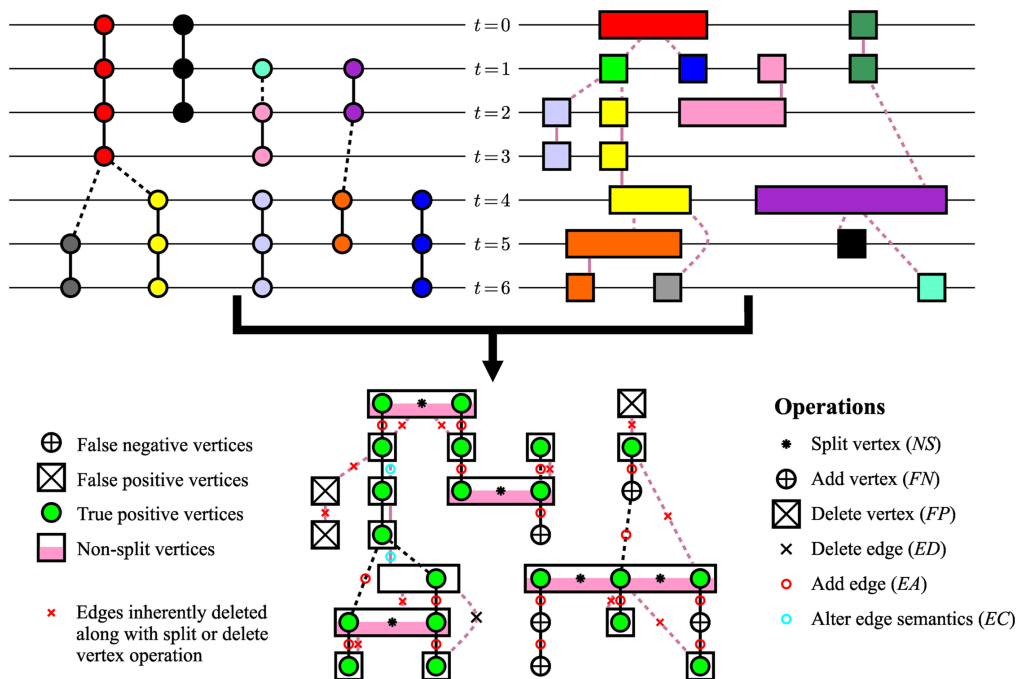 t=0
t=1
t=2
t=3
t=4
t=5
t=6
False negative vertices
False positive vertices
True positive vertices
Non-split vertices
Edges inherently deleted
along with split or delete
vertex operation
Operations
Split vertex (NS)
Add vertex (FN)
Delete vertex (FP)
Delete edge (ED)
Add edge (EA)
Alter edge semantics (EC)